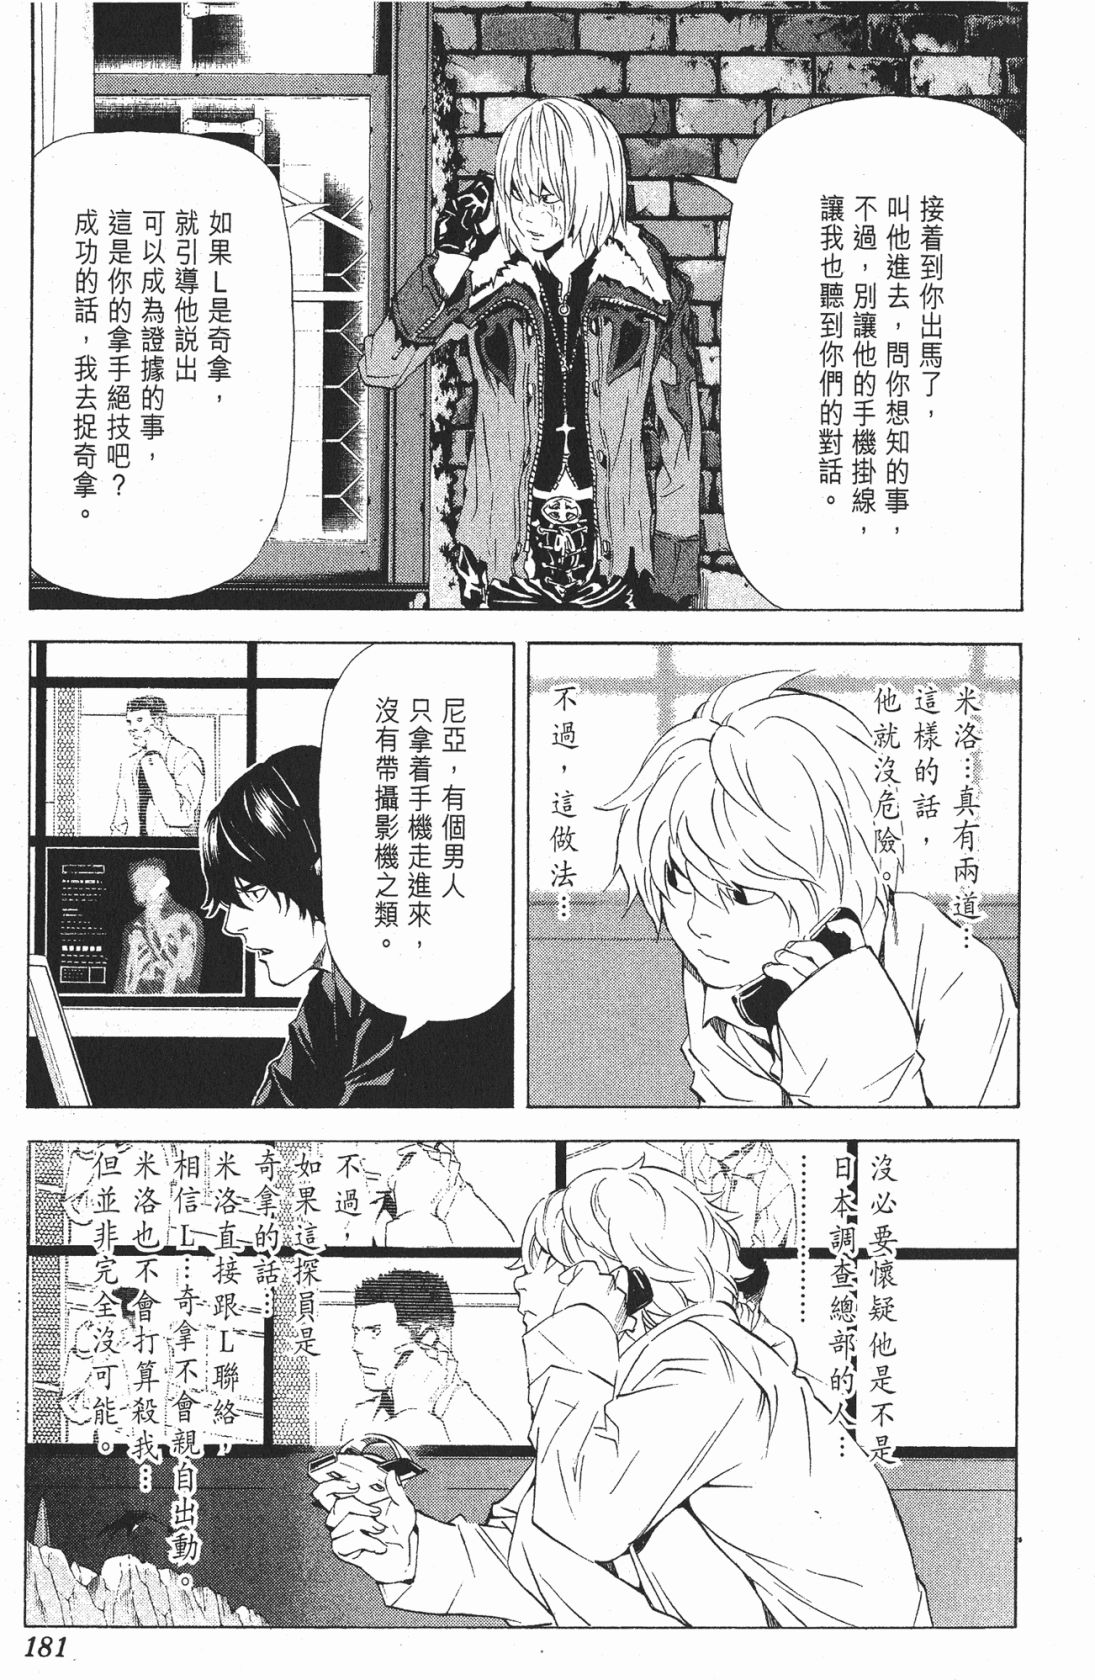 接着到你出馬了，
叫他進去，問你想知的事，
不過，別讓他的手機掛線，
讓我也聽到你們的對話。
如果L是奇拿，
就引導他説出
可以成為證據的事，
這是你的拿手絕技吧？
成功的話，我去捉奇拿。
米洛…真有兩道…
這樣的話，
他就沒危險。
不過，這做法…
尼亞，有個男人
只拿着手機走進來，
沒有帶攝影機之類。
沒必要懷疑他是不是
日本調查總部的人…
………………
不過，
如果這探員是
奇拿的話…
米洛直接跟L聯絡，
相信L…奇拿不會親自出動。
米洛也不會打算殺我…
但並非完全沒可能。
181